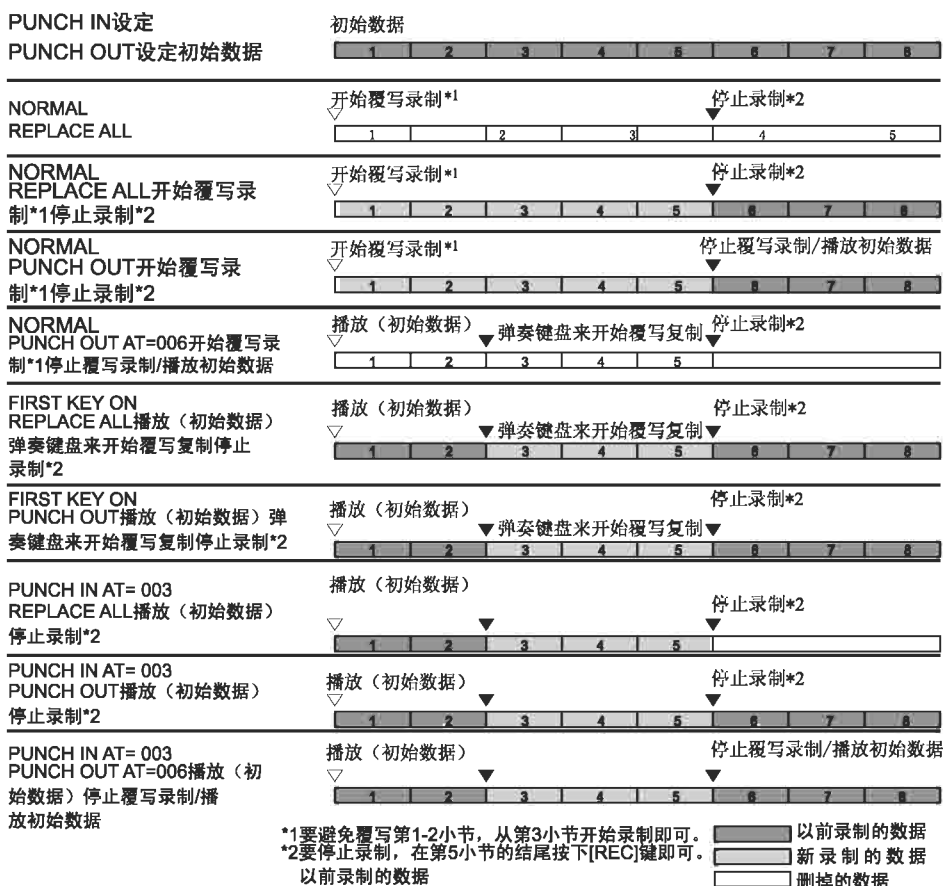 PUNCH IN设定 初始数据
PUNCH OUT设定初始数据 1 2 3 4 5 6 7 8
开始覆写录制*1 停止录制*2
NORMAL
REPLACE ALL 1 2 3 4 5
NORMAL 开始覆写录制*1 停止录制*2
REPLACE ALL开始覆写录
制*1停止录制*2 1 2 3 4 5 6 7 8
NORMAL 开始覆写录制*1 停止覆写录制/播放初始数据
PUNCH OUT开始覆写录
制*1停止录制*2 1 2 3 4 5 6 7 8
NORMAL 播放（初始数据） 弹奏键盘来开始覆写复制 停止录制*2
PUNCH OUT AT=006开始覆写录
制*1停止覆写录制/播放初始数据 1 2 3 4 5
FIRST KEY ON 播放（初始数据） 停止录制*2
REPLACE ALL播放（初始数据）
弹奏键盘来开始覆写复制停止 弹奏键盘来开始覆写复制
录制*2 1 2 3 4 5 6 7 8
FIRST KEY ON 播放（初始数据） 停止录制*2
PUNCH OUT播放（初始数据）弹 弹奏键盘来开始覆写复制
奏键盘来开始覆写复制停止录制*2 1 2 3 4 5 6 7 8
播放（初始数据）
PUNCH IN AT= 003 停止录制*2
REPLACE ALL播放（初始数据）
停止录制*2 1 2 3 4 5
PUNCH IN AT= 003 播放（初始数据） 停止录制*2
PUNCH OUT播放（初始数据）
停止录制*2 1 2 3 4 5 6 7 8
PUNCH IN AT= 003 播放（初始数据） 停止覆写录制/播放初始数据
PUNCH OUT AT=006播放（初
始数据）停止覆写录制/播 1 2 3 4 5 6 7 8
放初始数据
*1要避免覆写第1-2小节，从第3小节开始录制即可。 以前录制的数据
*2要停止录制，在第5小节的结尾按下[REC]键即可。 新录制的数据
以前录制的数据 删掉的数据